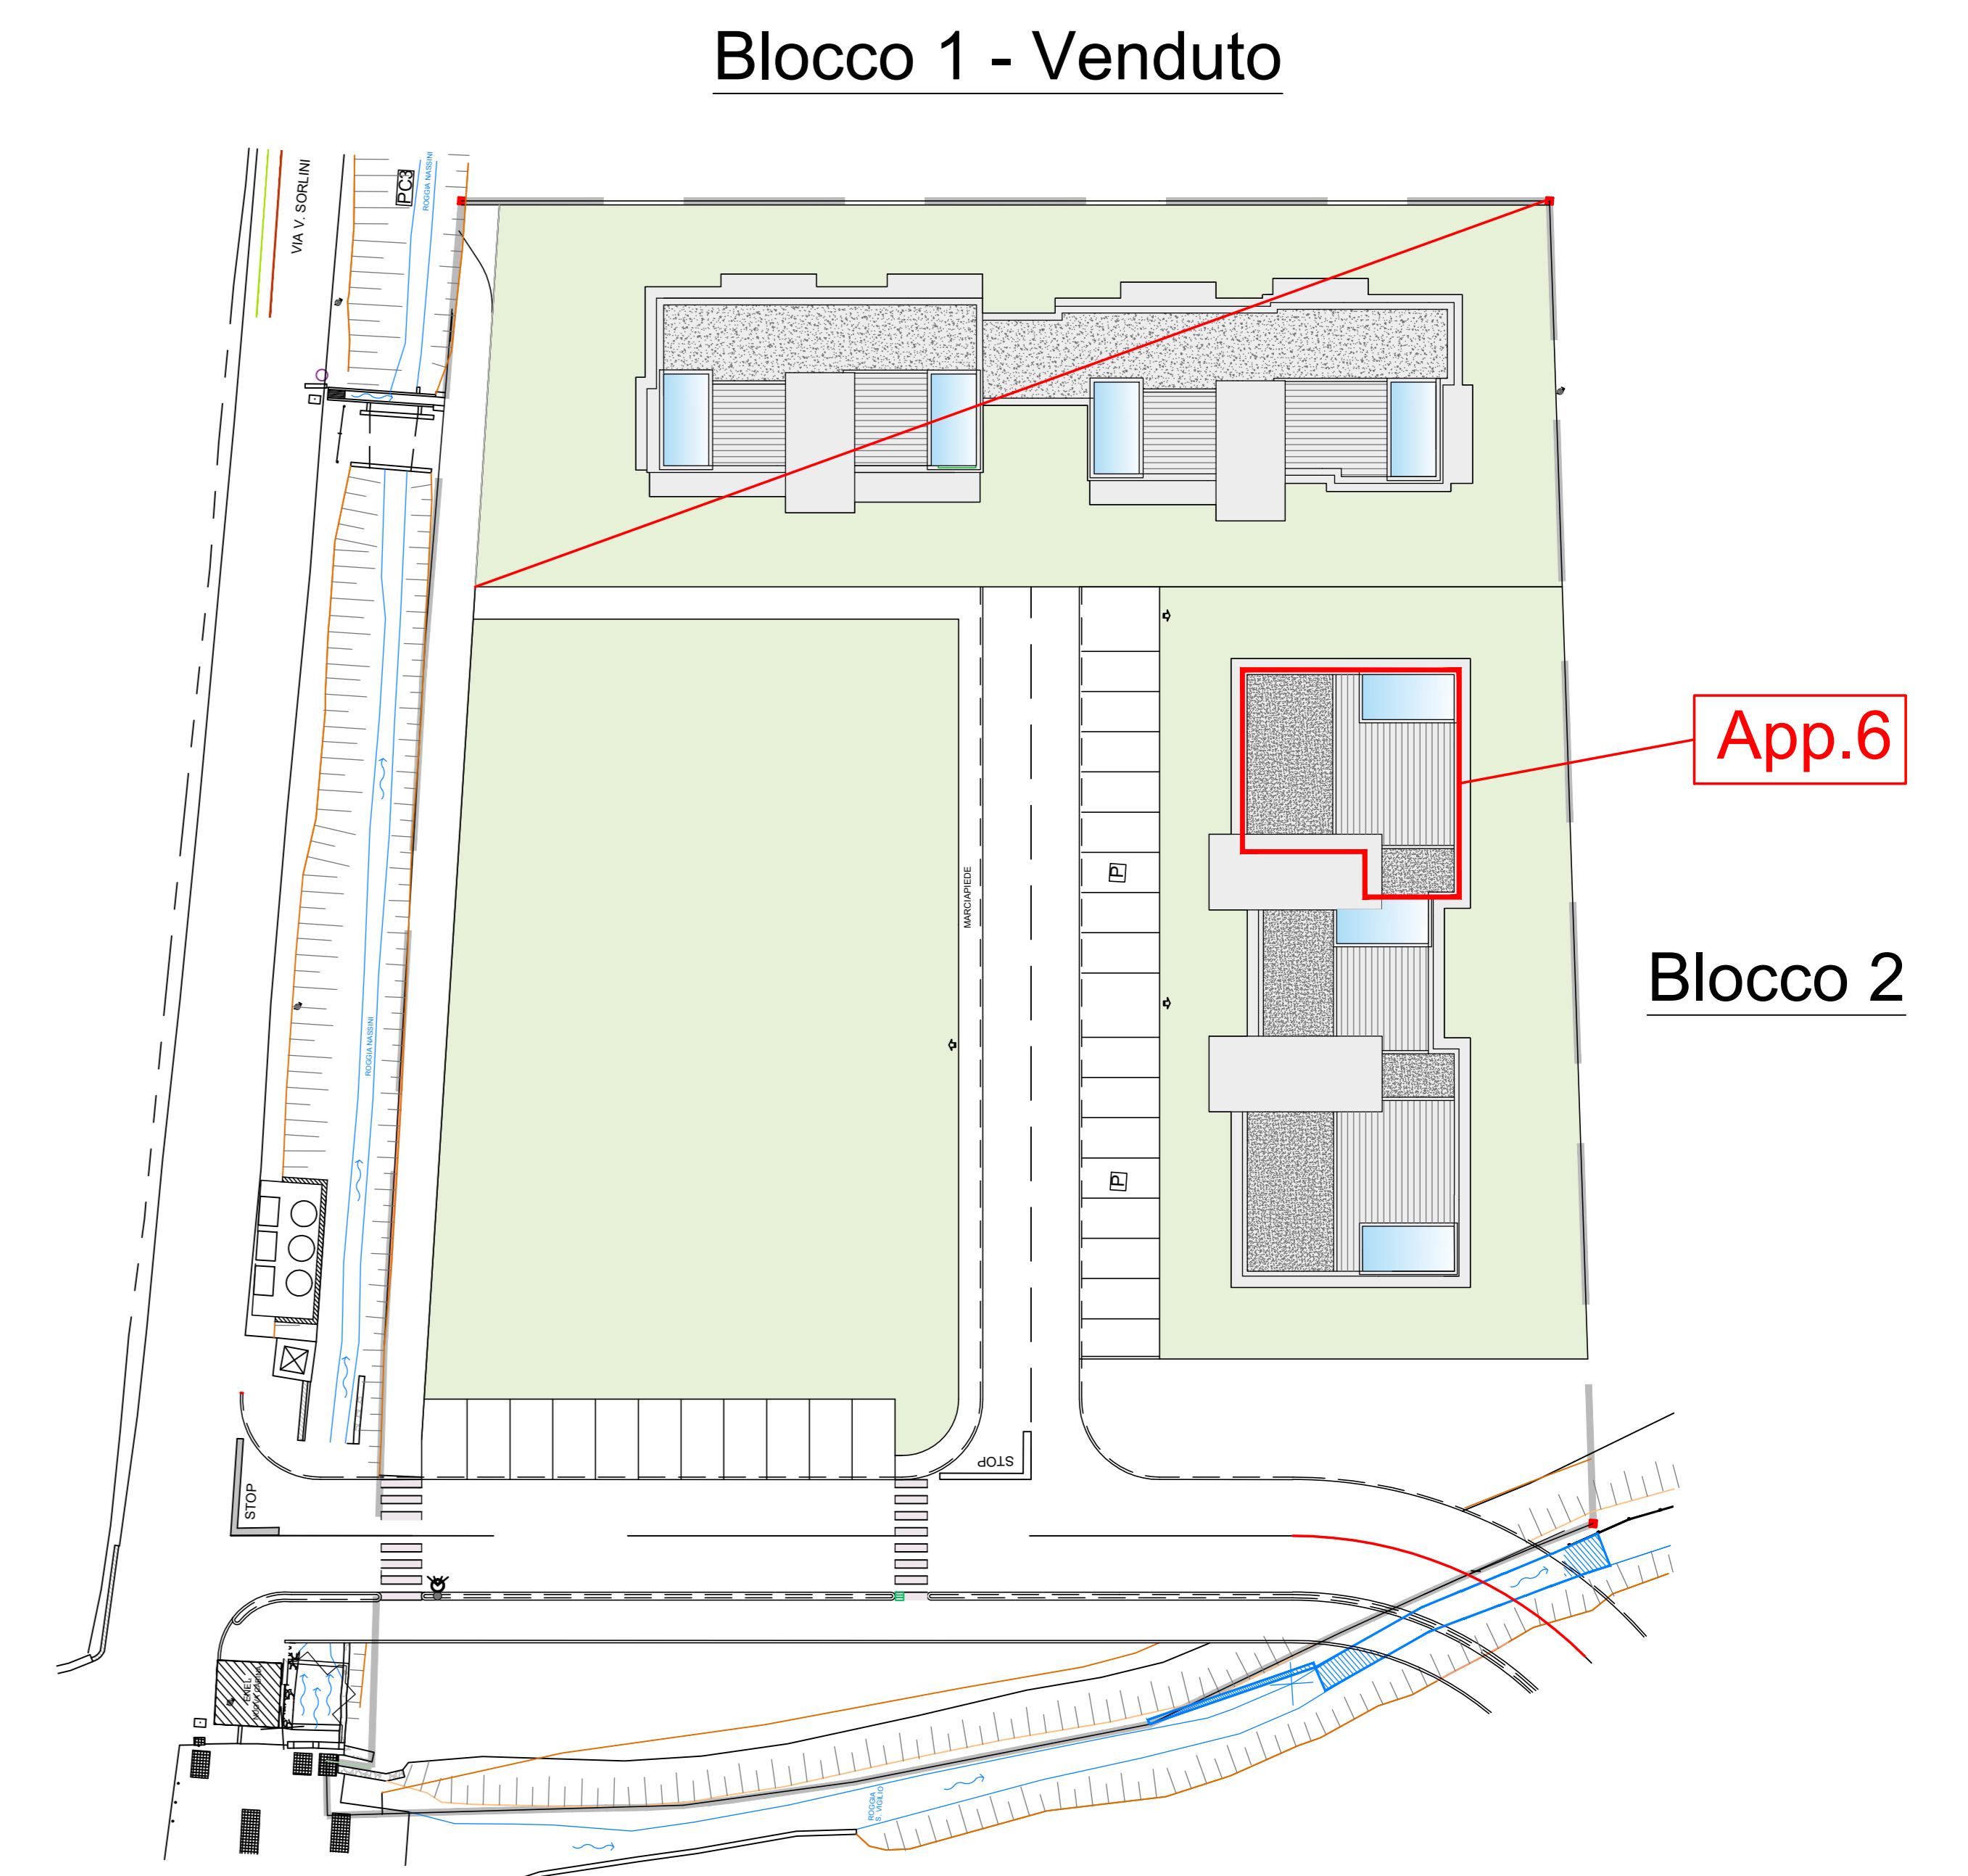 Blocco 1 - Venduto
VIA V. SORLINI
PC3
ROGGIA NASSINI
App.6
P
MARCIAPIEDE
Blocco 2
ROGGIA NASSINI
P
STOP
STOP
ENEL
ROGGIA
S. VIGILIO